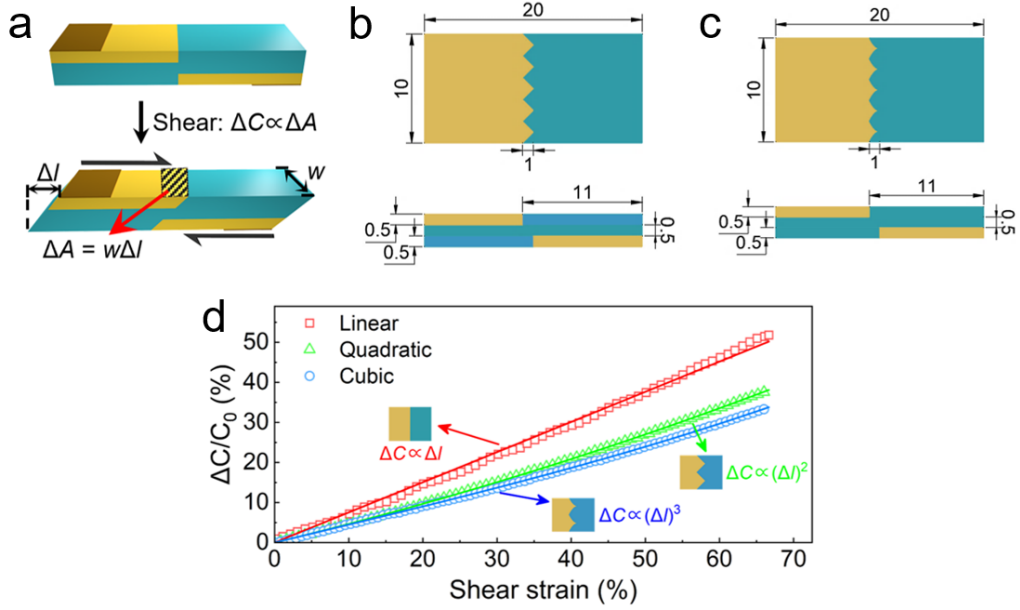 a
Shear: ΔC∝ΔA
Δl
w
ΔA = wΔl
b
20
10
1
11
0.5
0.5
0.5
c
20
10
1
11
0.5
0.5
d
Linear
Quadratic
Cubic
ΔC∝Δl
ΔC∝(Δl)²
ΔC∝(Δl)³
ΔC/C₀ (%)
50
40
30
20
10
0
0
10
20
30
40
50
60
70
Shear strain (%)